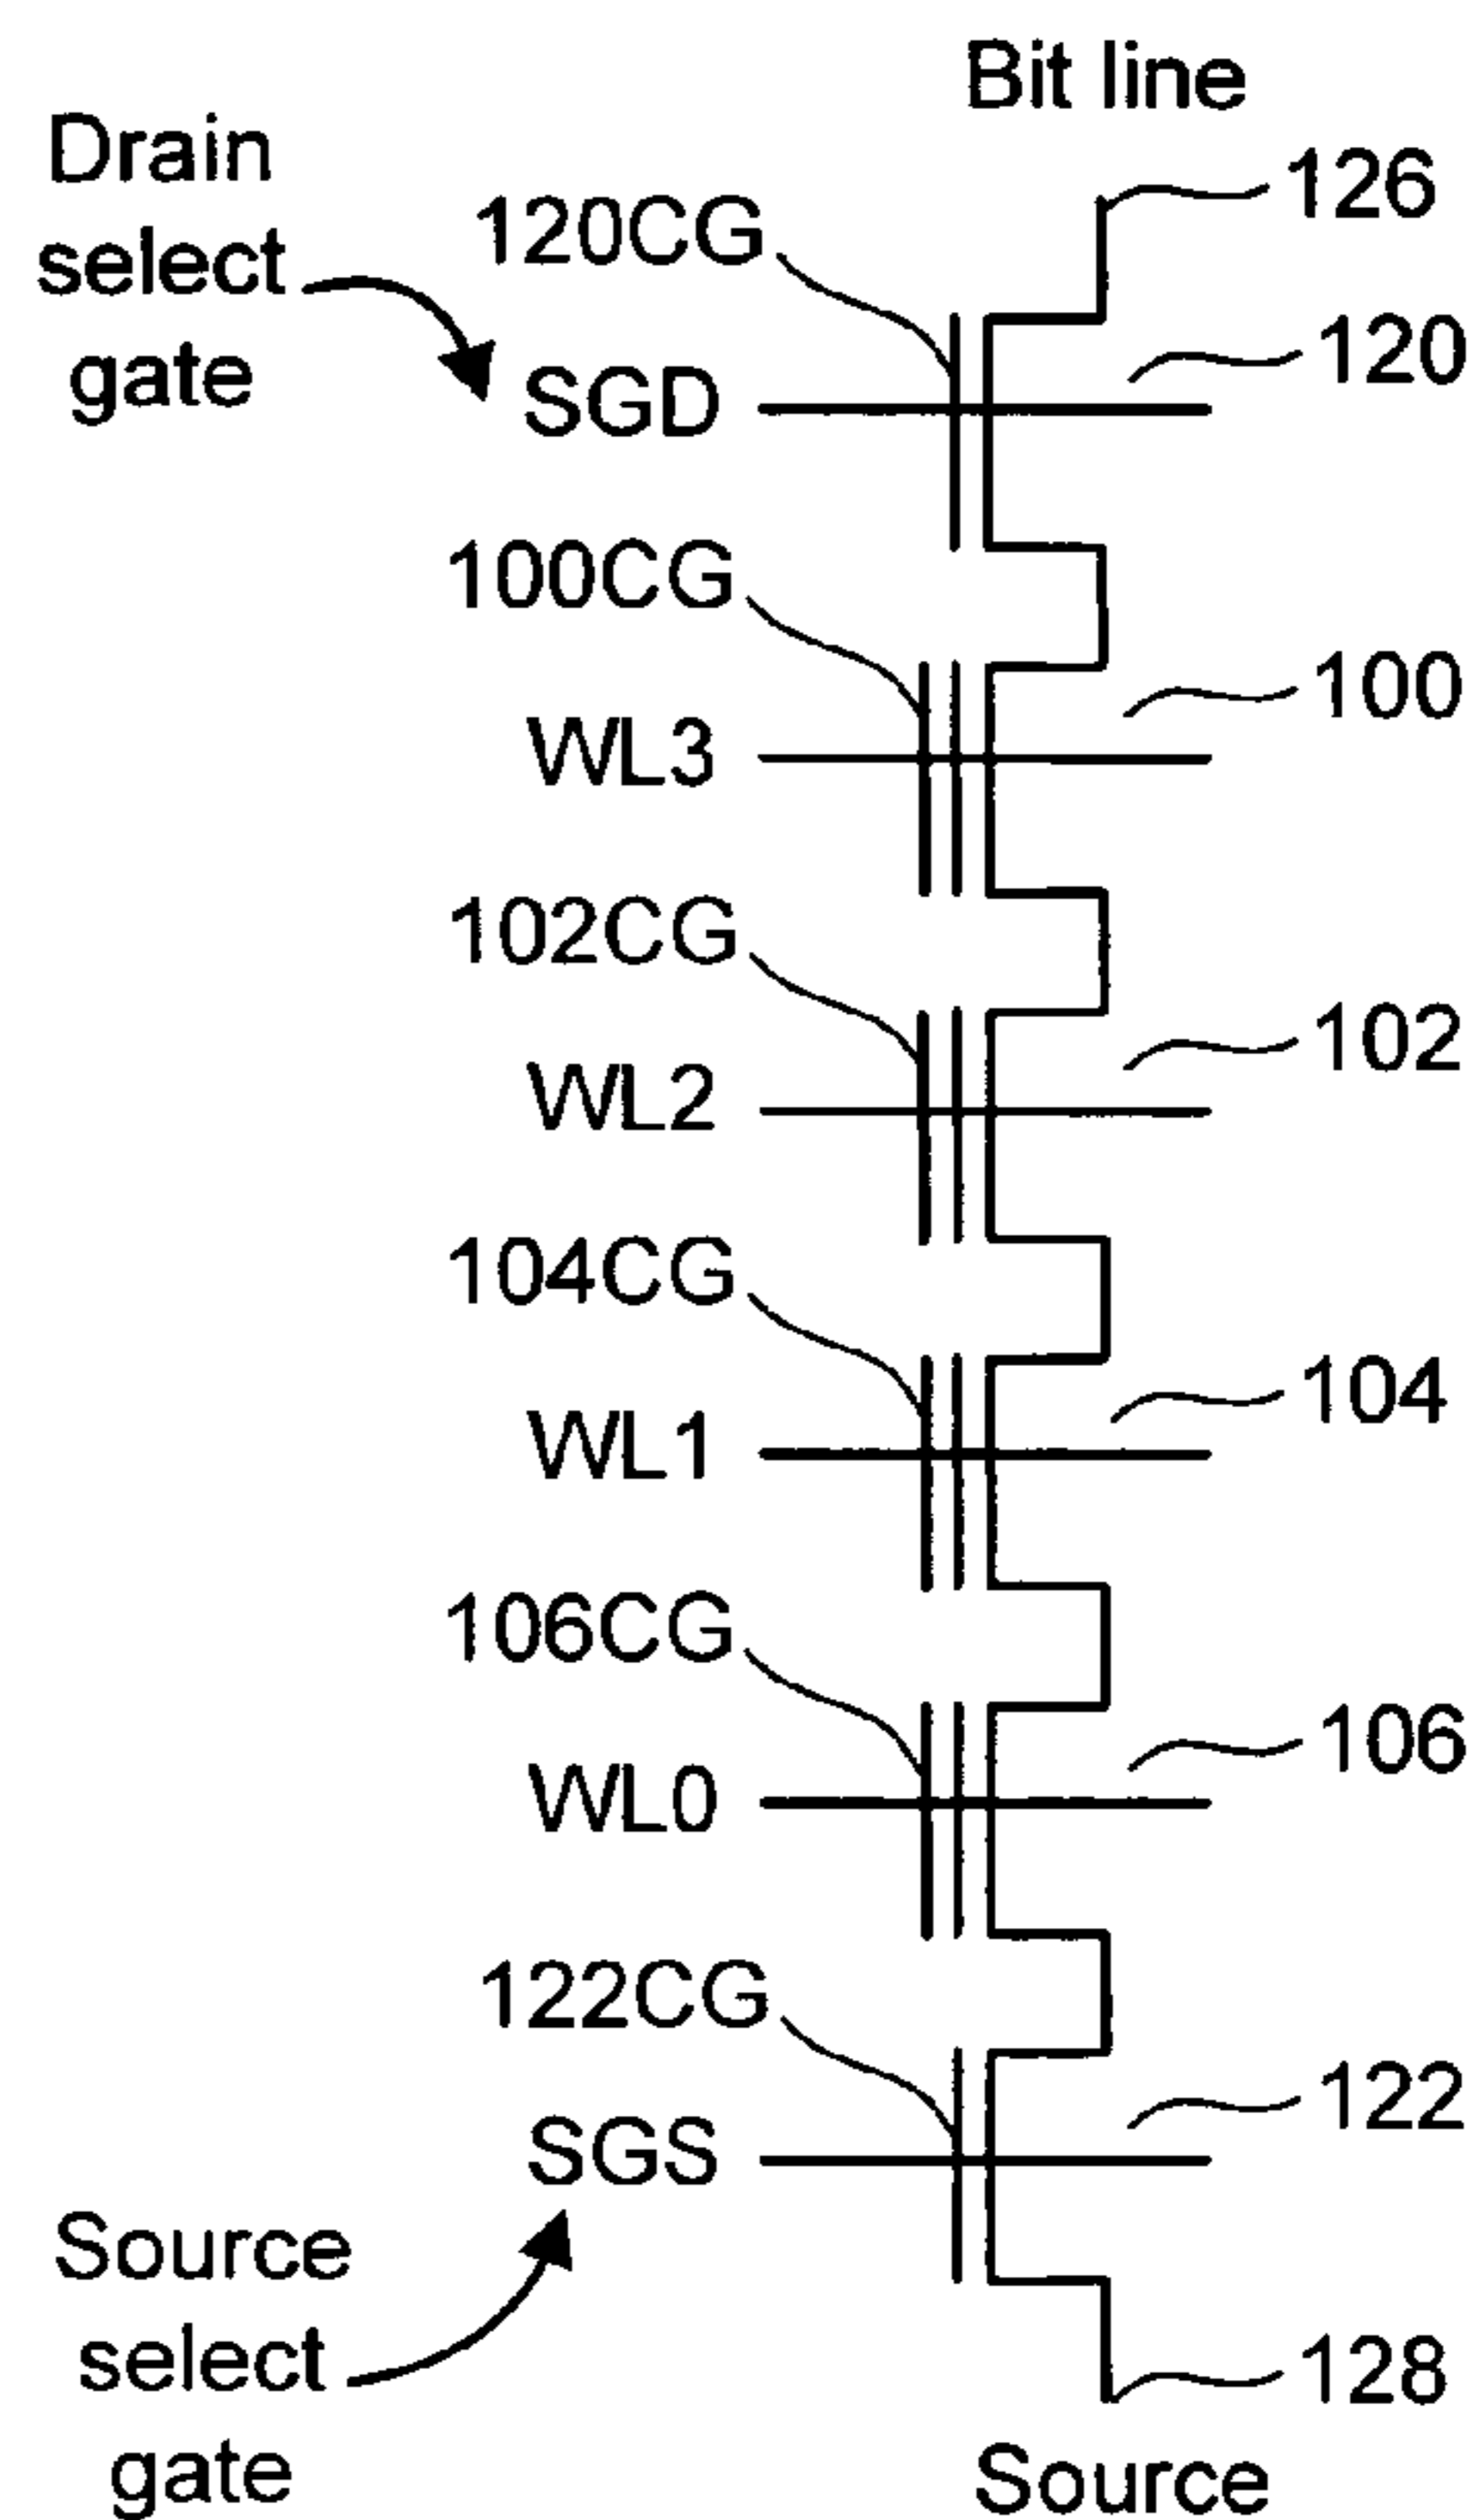 Bit line
Drain
select
gate
126
120CG
120
SGD
100CG
100
WL3
102CG
102
WL2
104CG
104
WL1
106CG
106
WL0
122CG
122
SGS
Source
select
gate
128
Source